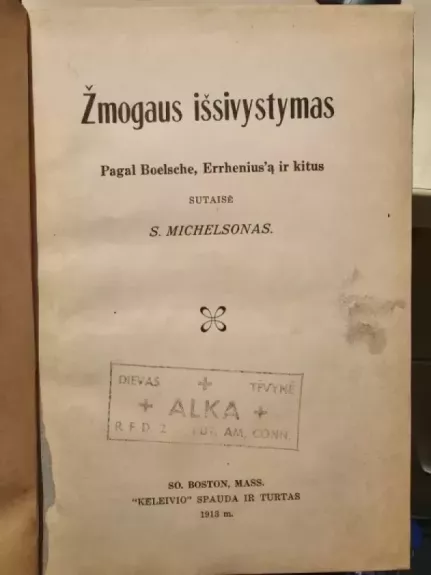 Žmogaus išsivystymas
Pagal Boelsche, Errhenius'ą ir kitus
SUTAISĖ
S. MICHELSONAS.
DIEVAS + TĖVYNĖ
+ ALKA +
R.F.D. 2 AM, CONN.
SO. BOSTON, MASS.
"KELEIVIO" SPAUDA IR TURTAS
1913 m.